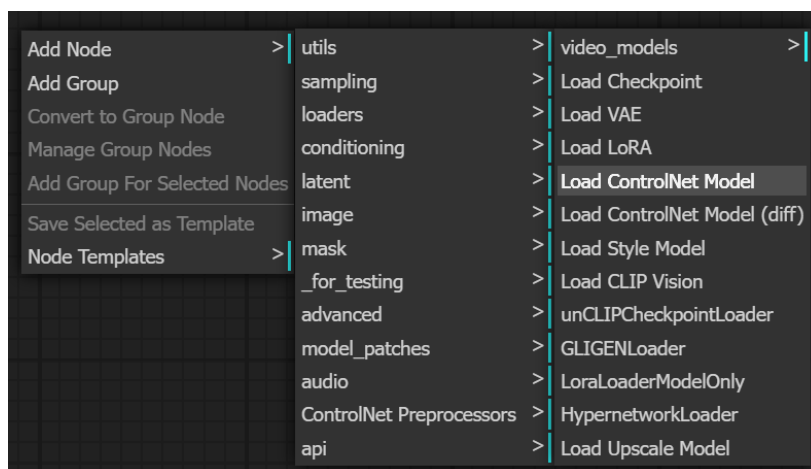 Add Node >
Add Group
Convert to Group Node
Manage Group Nodes
Add Group For Selected Nodes
Save Selected as Template
Node Templates >
utils >
sampling >
loaders >
conditioning >
latent >
image >
mask >
_for_testing >
advanced >
model_patches >
audio >
ControlNet Preprocessors >
api >
video_models >
Load Checkpoint
Load VAE
Load LoRA
Load ControlNet Model
Load ControlNet Model (diff)
Load Style Model
Load CLIP Vision
unCLIPCheckpointLoader
GLIGENLoader
LoraLoaderModelOnly
HypernetworkLoader
Load Upscale Model